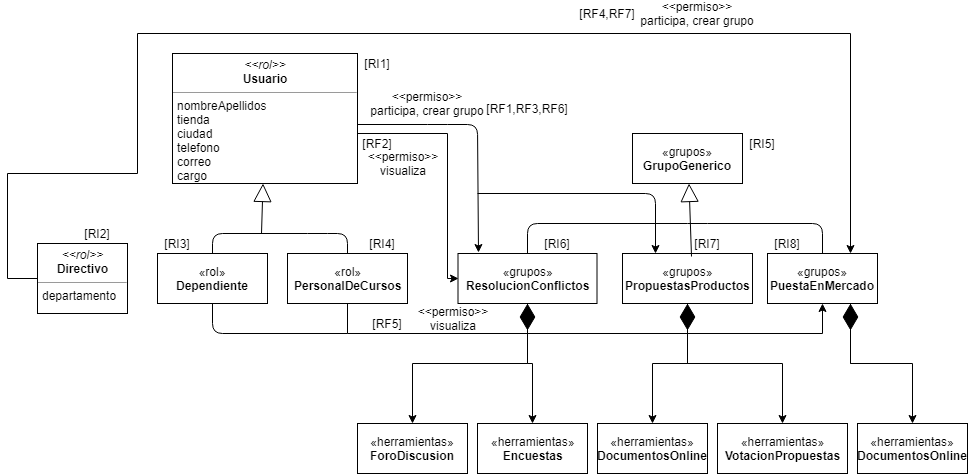 <<permiso>>
[RF4,RF7]
participa, crear grupo
<<rol>>
Usuario
[RI1]
nombreApellidos
tienda
ciudad
telefono
correo
cargo
<<permiso>>
participa, crear grupo
[RF1,RF3,RF6]
[RF2]
<<permiso>>
visualiza
«grupos»
GrupoGenerico
[RI5]
[RI2]
<<rol>>
Directivo
departamento
[RI3]
«rol»
Dependiente
[RI4]
«rol»
PersonalDeCursos
[RI6]
«grupos»
ResolucionConflictos
[RI7]
«grupos»
PropuestasProductos
[RI8]
«grupos»
PuestaEnMercado
[RF5]
<<permiso>>
visualiza
«herramientas»
ForoDiscusion
«herramientas»
Encuestas
«herramientas»
DocumentosOnline
«herramientas»
VotacionPropuestas
«herramientas»
DocumentosOnline